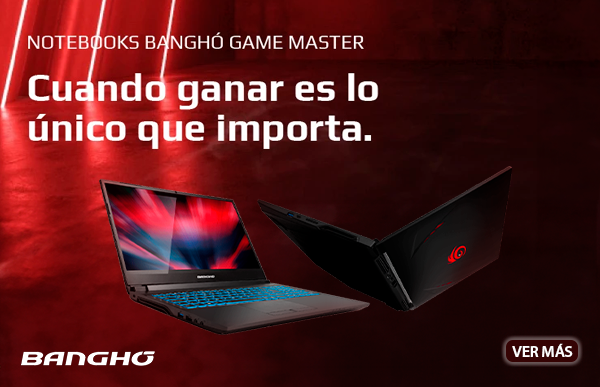 NOTEBOOKS BANGHÓ GAME MASTER
Cuando ganar es lo
único que importa.
BANGHÓ
VER MÁS